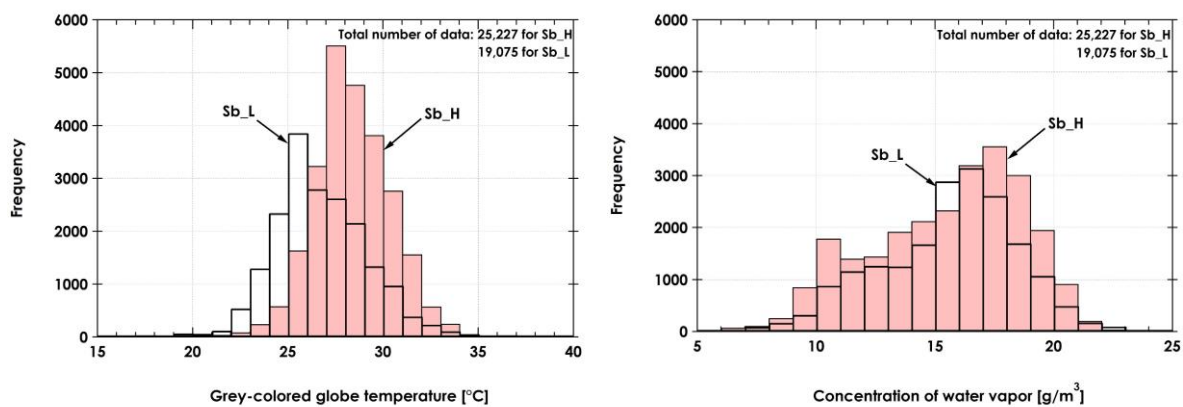 6000
Total number of data: 25,227 for Sb_H
19,075 for Sb_L
5000
4000
Sb_L
Sb_H
3000
2000
1000
0
15 20 25 30 35 40
Frequency
Grey-colored globe temperature [°C]
6000
Total number of data: 25,227 for Sb_H
19,075 for Sb_L
5000
4000
Sb_H
Sb_L
3000
2000
1000
0
5 10 15 20 25
Frequency
Concentration of water vapor [g/m³]